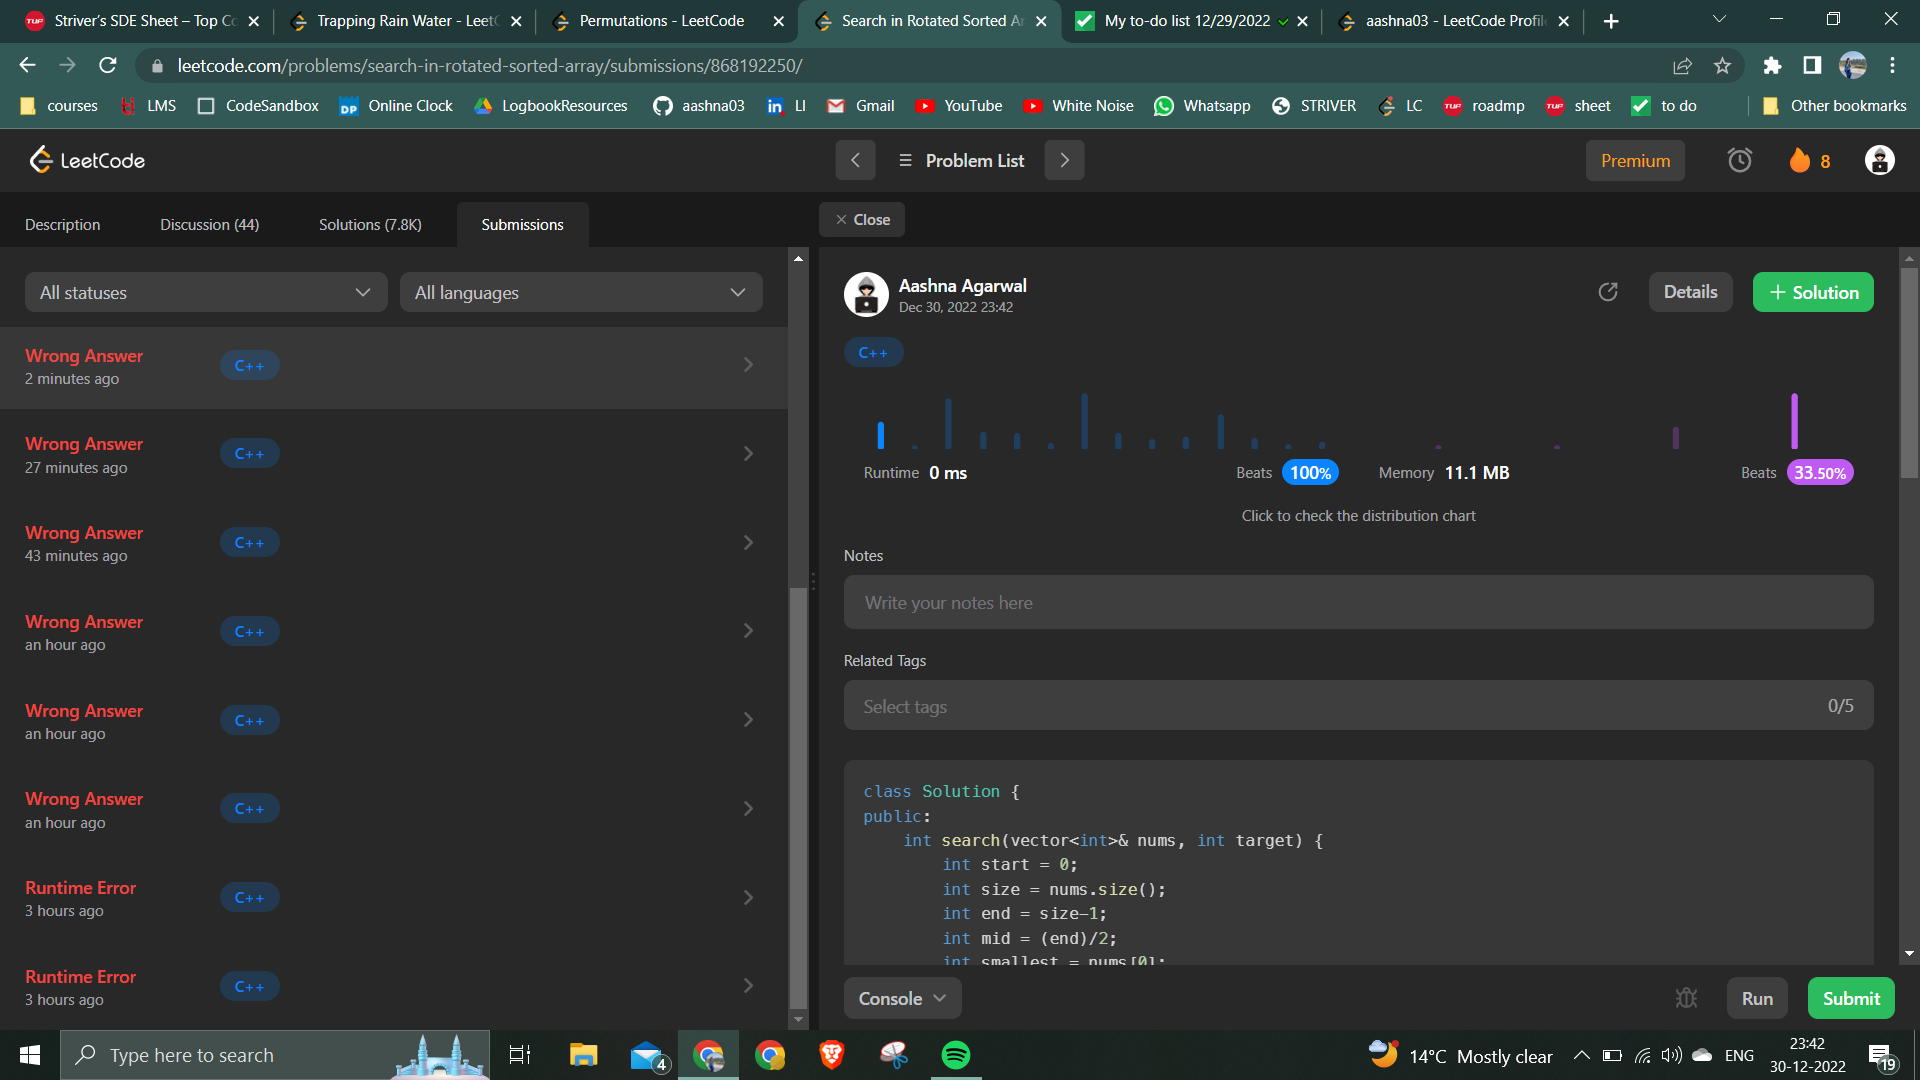 Striver's SDE Sheet – Top Co
Trapping Rain Water - LeetC
Permutations - LeetCode
Search in Rotated Sorted Ar
My to-do list 12/29/2022
aashna03 - LeetCode Profile
leetcode.com/problems/search-in-rotated-sorted-array/submissions/868192250/
courses
LMS
CodeSandbox
DP
Online Clock
LogbookResources
aashna03
in
LI
Gmail
YouTube
White Noise
Whatsapp
STRIVER
LC
TUF
roadmp
TUF
sheet
to do
Other bookmarks
LeetCode
Problem List
Premium
8
Description
Discussion (44)
Solutions (7.8K)
Submissions
Close
All statuses
All languages
Wrong Answer
2 minutes ago
C++
Wrong Answer
27 minutes ago
C++
Wrong Answer
43 minutes ago
C++
Wrong Answer
an hour ago
C++
Wrong Answer
an hour ago
C++
Wrong Answer
an hour ago
C++
Runtime Error
3 hours ago
C++
Runtime Error
3 hours ago
C++
Aashna Agarwal
Dec 30, 2022 23:42
Details
+ Solution
C++
Runtime 0 ms
Beats 100%
Memory 11.1 MB
Beats 33.50%
Click to check the distribution chart
Notes
Write your notes here
Related Tags
Select tags
0/5
class Solution {
public:
int search(vector<int>& nums, int target) {
int start = 0;
int size = nums.size();
int end = size-1;
int mid = (end)/2;
int smallest = nums[0];
Console
Run
Submit
Type here to search
4
14°C Mostly clear
ENG
23:42
30-12-2022
19